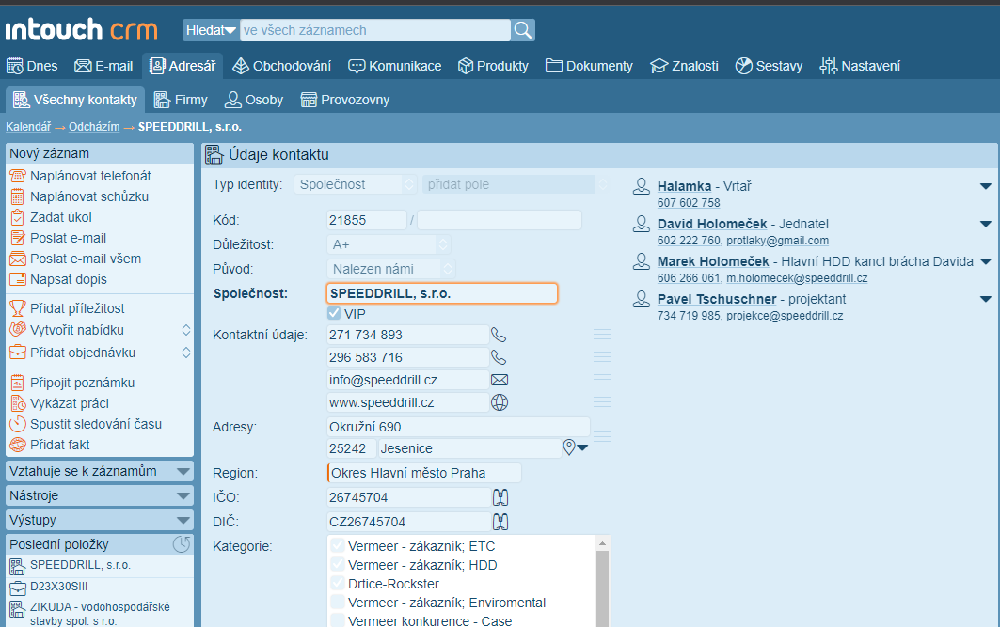 intouch crm
Hledat ve všech záznamech
Dnes E-mail Adresář Obchodování Komunikace Produkty Dokumenty Znalosti Sestavy Nastavení
Všechny kontakty Firmy Osoby Provozovny
Kalendář → Odcházím → SPEEDDRILL, s.r.o.
Nový záznam
Naplánovat telefonát
Naplánovat schůzku
Zadat úkol
Poslat e-mail
Poslat e-mail všem
Napsat dopis
Přidat příležitost
Vytvořit nabídku
Přidat objednávku
Připojit poznámku
Vykázat práci
Spustit sledování času
Přidat fakt
Vztahuje se k záznamům
Nástroje
Výstupy
Poslední položky
SPEEDDRILL, s.r.o.
D23X30SIII
ZIKUDA - vodohospodářské
stavby spol. s r.o.
Údaje kontaktu
Typ identity: Společnost přidat pole
Kód: 21855 /
Důležitost: A+
Původ: Nalezen námi
Společnost: SPEEDDRILL, s.r.o.
VIP
Kontaktní údaje: 271 734 893
296 583 716
info@speeddrill.cz
www.speeddrill.cz
Adresy: Okružní 690
25242 Jesenice
Region: Okres Hlavní město Praha
IČO: 26745704
DIČ: CZ26745704
Kategorie: Vermeer - zákazník; ETC
Vermeer - zákazník; HDD
Drtice-Rockster
Vermeer - zákazník; Enviromental
Vermeer konkurence - Case
Halamka - Vrtař
607 602 758
David Holomeček - Jednatel
602 222 760, protlaky@gmail.com
Marek Holomeček - Hlavní HDD kancl brácha Davida
606 266 061, m.holomecek@speeddrill.cz
Pavel Tschuschner - projektant
734 719 985, projekce@speeddrill.cz